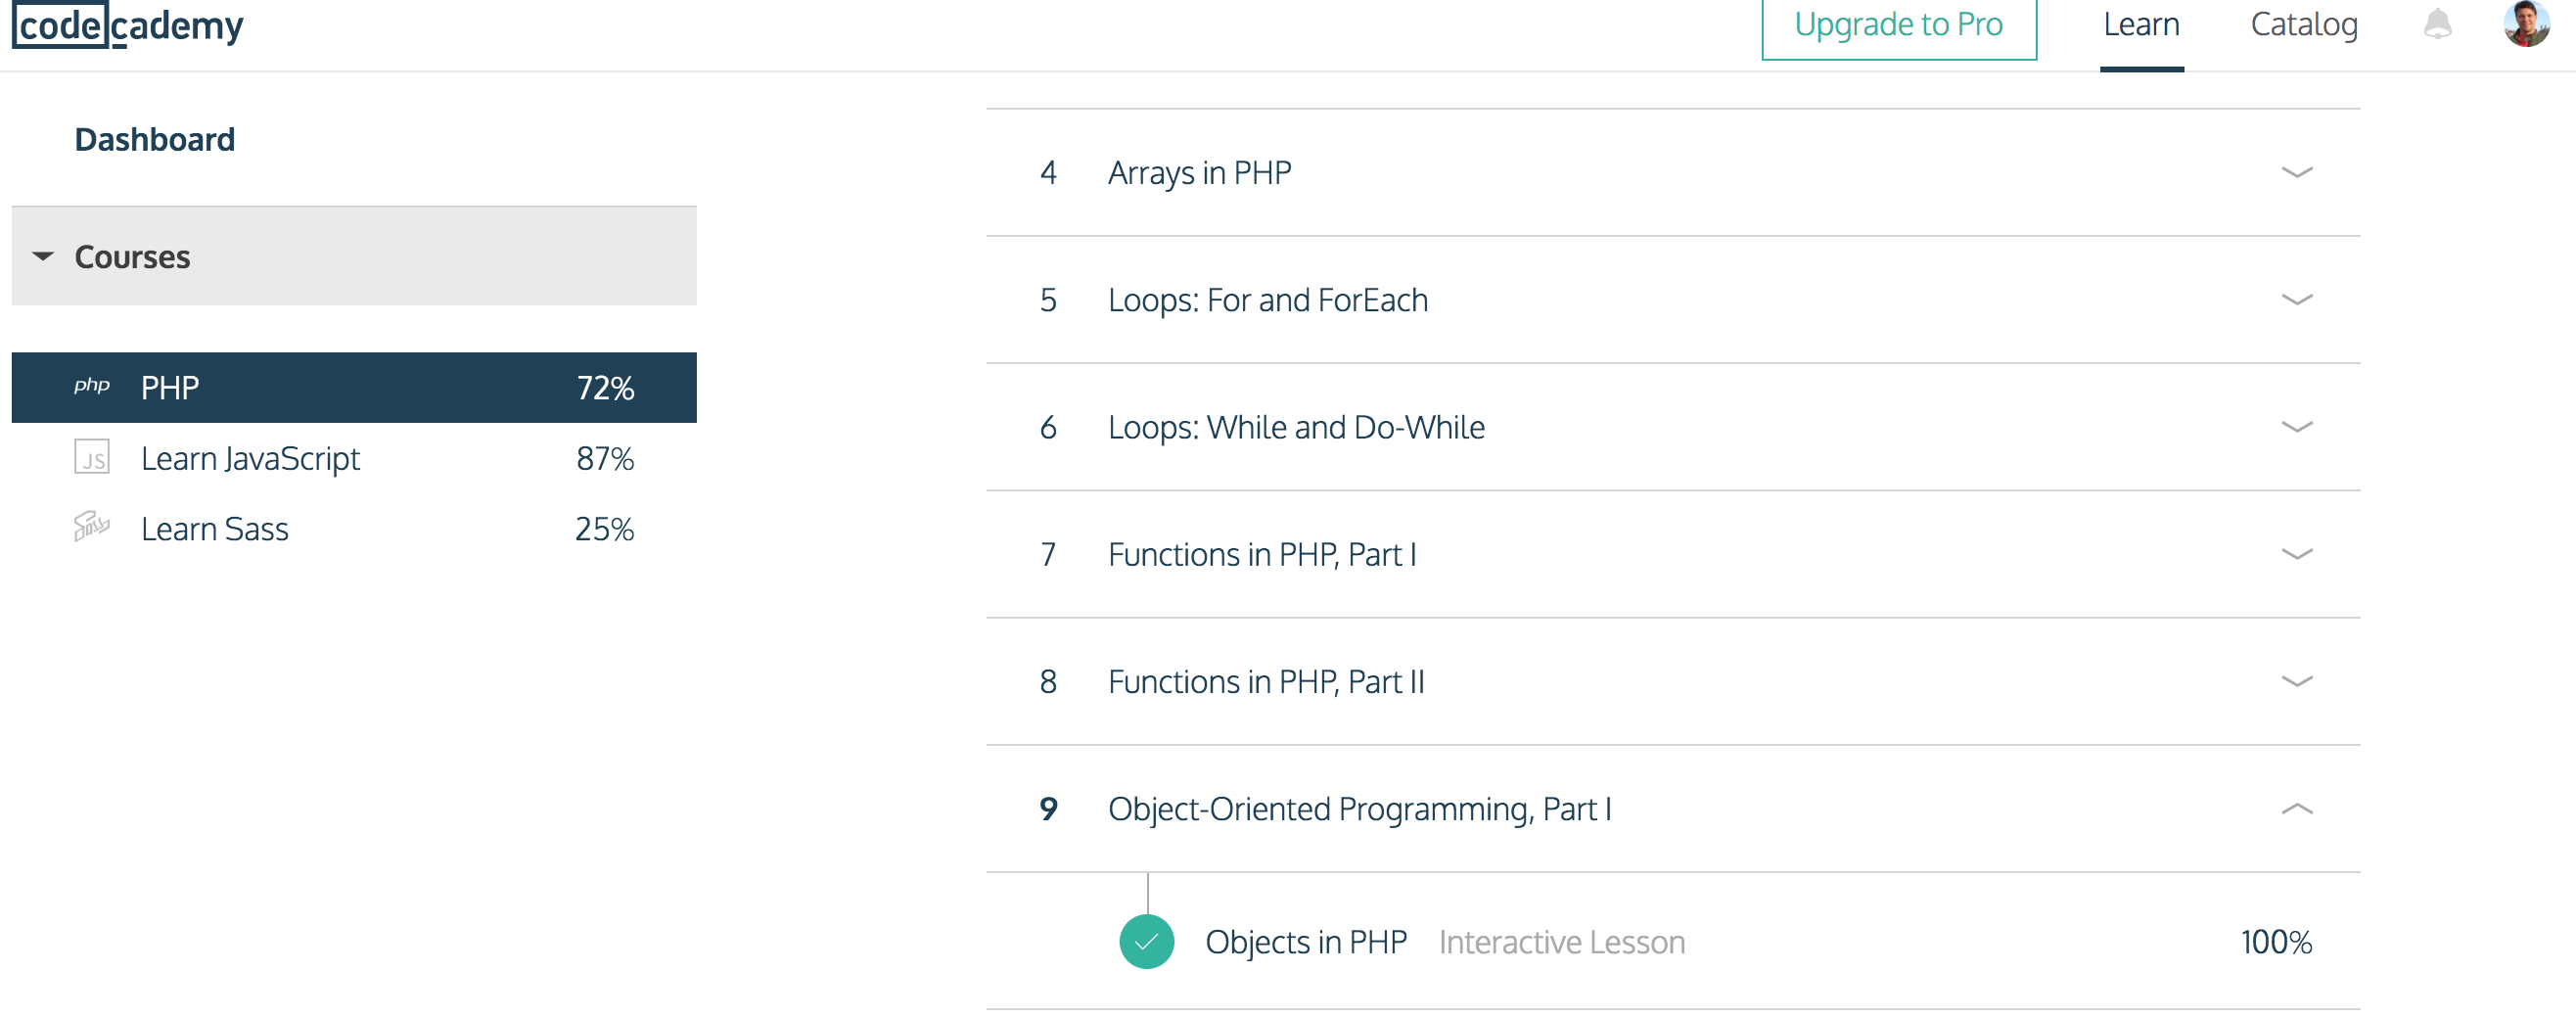 codecademy
Upgrade to Pro
Learn
Catalog
Dashboard
Courses
php PHP 72%
JS Learn JavaScript 87%
Sass Learn Sass 25%
4 Arrays in PHP
5 Loops: For and ForEach
6 Loops: While and Do-While
7 Functions in PHP, Part I
8 Functions in PHP, Part II
9 Object-Oriented Programming, Part I
Objects in PHP Interactive Lesson 100%